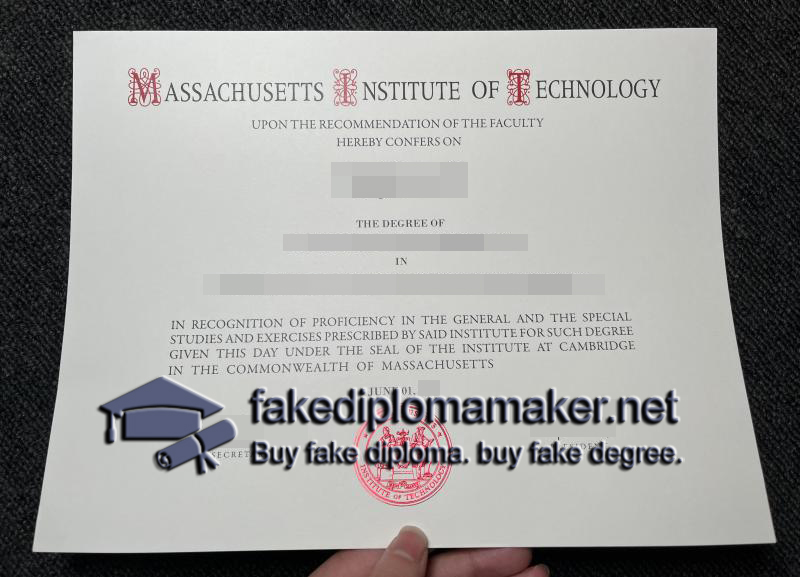 MASSACHUSETTS INSTITUTE OF TECHNOLOGY
UPON THE RECOMMENDATION OF THE FACULTY
HEREBY CONFERS ON
THE DEGREE OF
IN
IN RECOGNITION OF PROFICIENCY IN THE GENERAL AND THE SPECIAL
STUDIES AND EXERCISES PRESCRIBED BY SAID INSTITUTE FOR SUCH DEGREE
GIVEN THIS DAY UNDER THE SEAL OF THE INSTITUTE AT CAMBRIDGE
IN THE COMMONWEALTH OF MASSACHUSETTS
JUNE 01,
fakediplomamaker.net
Buy fake diploma. buy fake degree.
INSTITUTE OF TECHNOLOGY